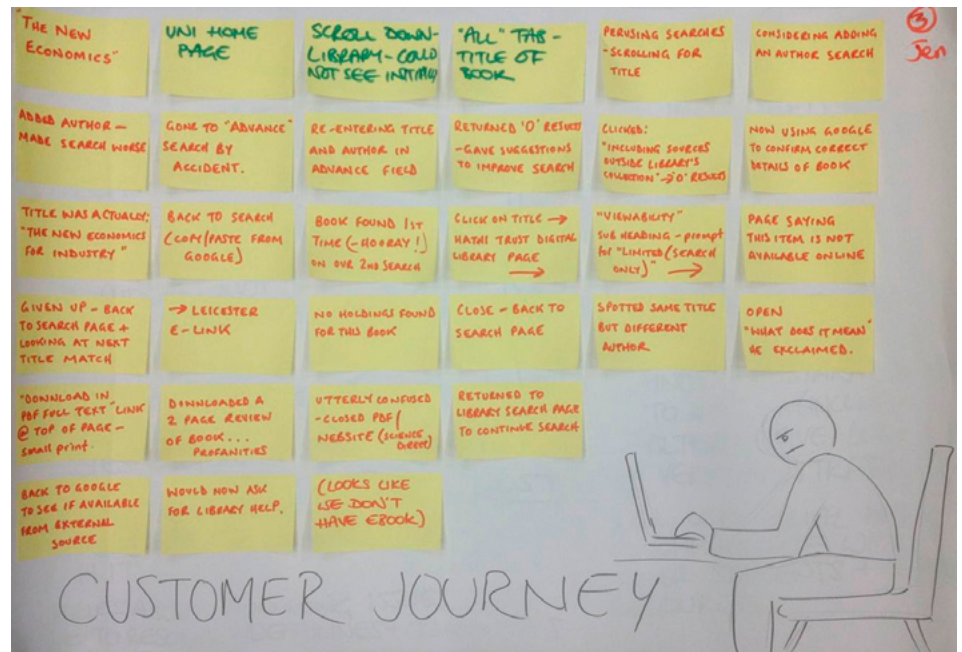 "THE NEW
ECONOMICS"
UNI HOME
PAGE
SCROLL DOWN-
LIBRARY-COULD
NOT SEE INITIALLY
"ALL" TAB -
TITLE OF
BOOK
PERUSING SEARCHERS
-SCROLLING FOR
TITLE
CONSIDERING ADDING
AN AUTHOR SEARCH
3
Jen
ADDED AUTHOR -
MADE SEARCH WORSE
GONE TO "ADVANCE"
SEARCH BY
ACCIDENT.
RE-ENTERING TITLE
AND AUTHOR IN
ADVANCE FIELD
RETURNED 'O' RESULTS
-GAVE SUGGESTIONS
TO IMPROVE SEARCH
CLICKED:
"INCLUDING SOURCES
OUTSIDE LIBRARY'S
COLLECTION" → 'O' RESULTS
NOW USING GOOGLE
TO CONFIRM CORRECT
DETAILS OF BOOK
TITLE WAS ACTUALLY:
"THE NEW ECONOMICS
FOR INDUSTRY"
BACK TO SEARCH
(COPY/PASTE FROM
GOOGLE)
BOOK FOUND 1ST
TIME (-HOORAY!)
ON OUR 2ND SEARCH
CLICK ON TITLE →
HATHI TRUST DIGITAL
LIBRARY PAGE
→
"VIEWABILITY"
SUB HEADING - prompt
for "LIMITED (SEARCH
ONLY)" →
PAGE SAYING
THIS ITEM IS NOT
AVAILABLE ONLINE
GIVEN UP - BACK
TO SEARCH PAGE +
LOOKING AT NEXT
TITLE MATCH
→ LEICESTER
E-LINK
NO HOLDINGS FOUND
FOR THIS BOOK
CLOSE - BACK TO
SEARCH PAGE
SPOTTED SAME TITLE
BUT DIFFERENT
AUTHOR
OPEN
"WHAT DOES IT MEAN"
HE EXCLAIMED.
"DOWNLOAD IN
PDF FULL TEXT" LINK
@ TOP OF PAGE -
small print.
DOWNLOADED A
2 PAGE REVIEW
OF BOOK...
PROFANITIES
UTTERLY CONFUSED
-CLOSED PDF/
WEBSITE (SCIENCE
DIRECT)
RETURNED TO
LIBRARY SEARCH PAGE
TO CONTINUE SEARCH
BACK TO GOOGLE
TO SEE IF AVAILABLE
FROM EXTERNAL
SOURCE
WOULD NOW ASK
FOR LIBRARY HELP.
(LOOKS LIKE
LSE DON'T
HAVE EBOOK)
CUSTOMER JOURNEY